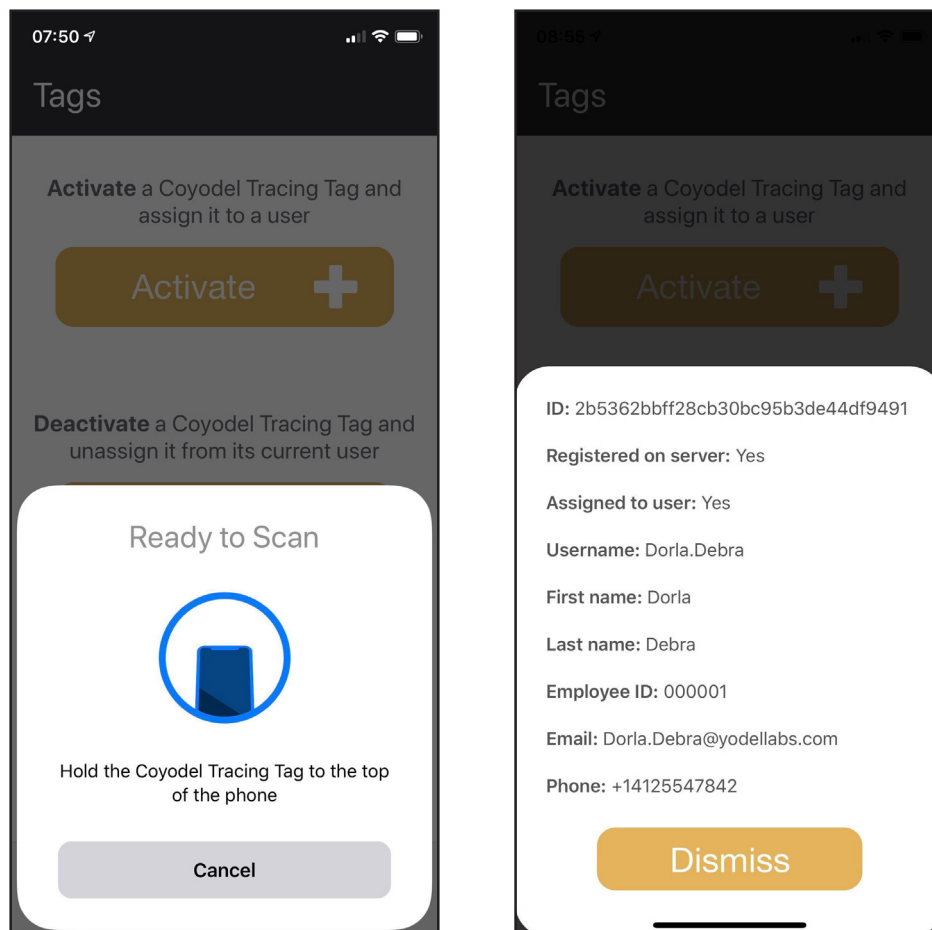 07:50
Tags
Activate a Coyodel Tracing Tag and
assign it to a user
Activate
Deactivate a Coyodel Tracing Tag and
unassign it from its current user
Ready to Scan
Hold the Coyodel Tracing Tag to the top
of the phone
Cancel
08:55
Tags
Activate a Coyodel Tracing Tag and
assign it to a user
Activate
ID: 2b5362bbff28cb30bc95b3de44df9491
Registered on server: Yes
Assigned to user: Yes
Username: Dorla.Debra
First name: Dorla
Last name: Debra
Employee ID: 000001
Email: Dorla.Debra@yodellabs.com
Phone: +14125547842
Dismiss